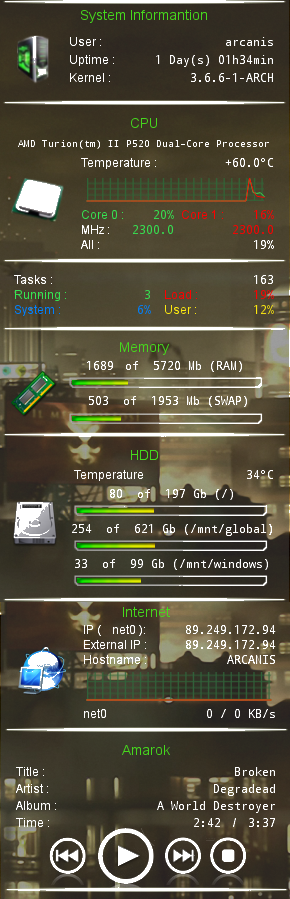 System Informantion
User : arcanis
Uptime : 1 Day(s) 01h34min
Kernel : 3.6.6-1-ARCH
CPU
AMD Turion(tm) II P520 Dual-Core Processor
Temperature : +60.0°C
Core 0 : 20% Core 1 :
MHz : 2300.0 2300.0
All : 19%
Tasks : 163
Running : 3 Load :
System : 6% User : 12%
Memory
1689 of 5720 Mb (RAM)
503 of 1953 Mb (SWAP)
HDD
Temperature 34°C
80 of 197 Gb (/)
254 of 621 Gb (/mnt/global)
33 of 99 Gb (/mnt/windows)
Internet
IP ( net0 ): 89.249.172.94
External IP : 89.249.172.94
Hostname : ARCANIS
net0 0 / 0 KB/s
Amarok
Title : Broken
Artist : Degradead
Album : A World Destroyer
Time : 2:42 / 3:37